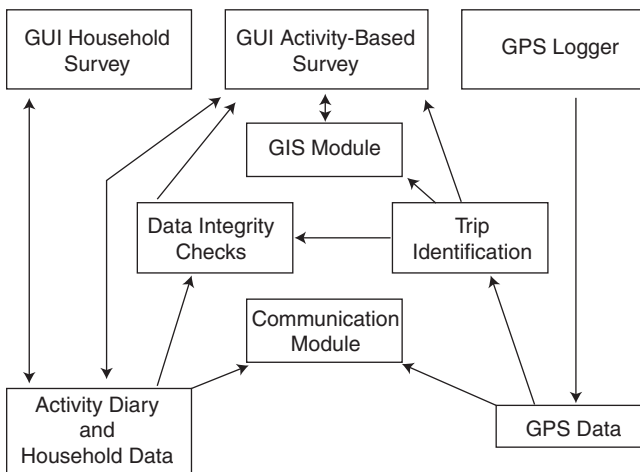 GUI Household
Survey
GUI Activity-Based
Survey
GPS Logger
GIS Module
Data Integrity
Checks
Trip
Identification
Communication
Module
Activity Diary
and
Household Data
GPS Data